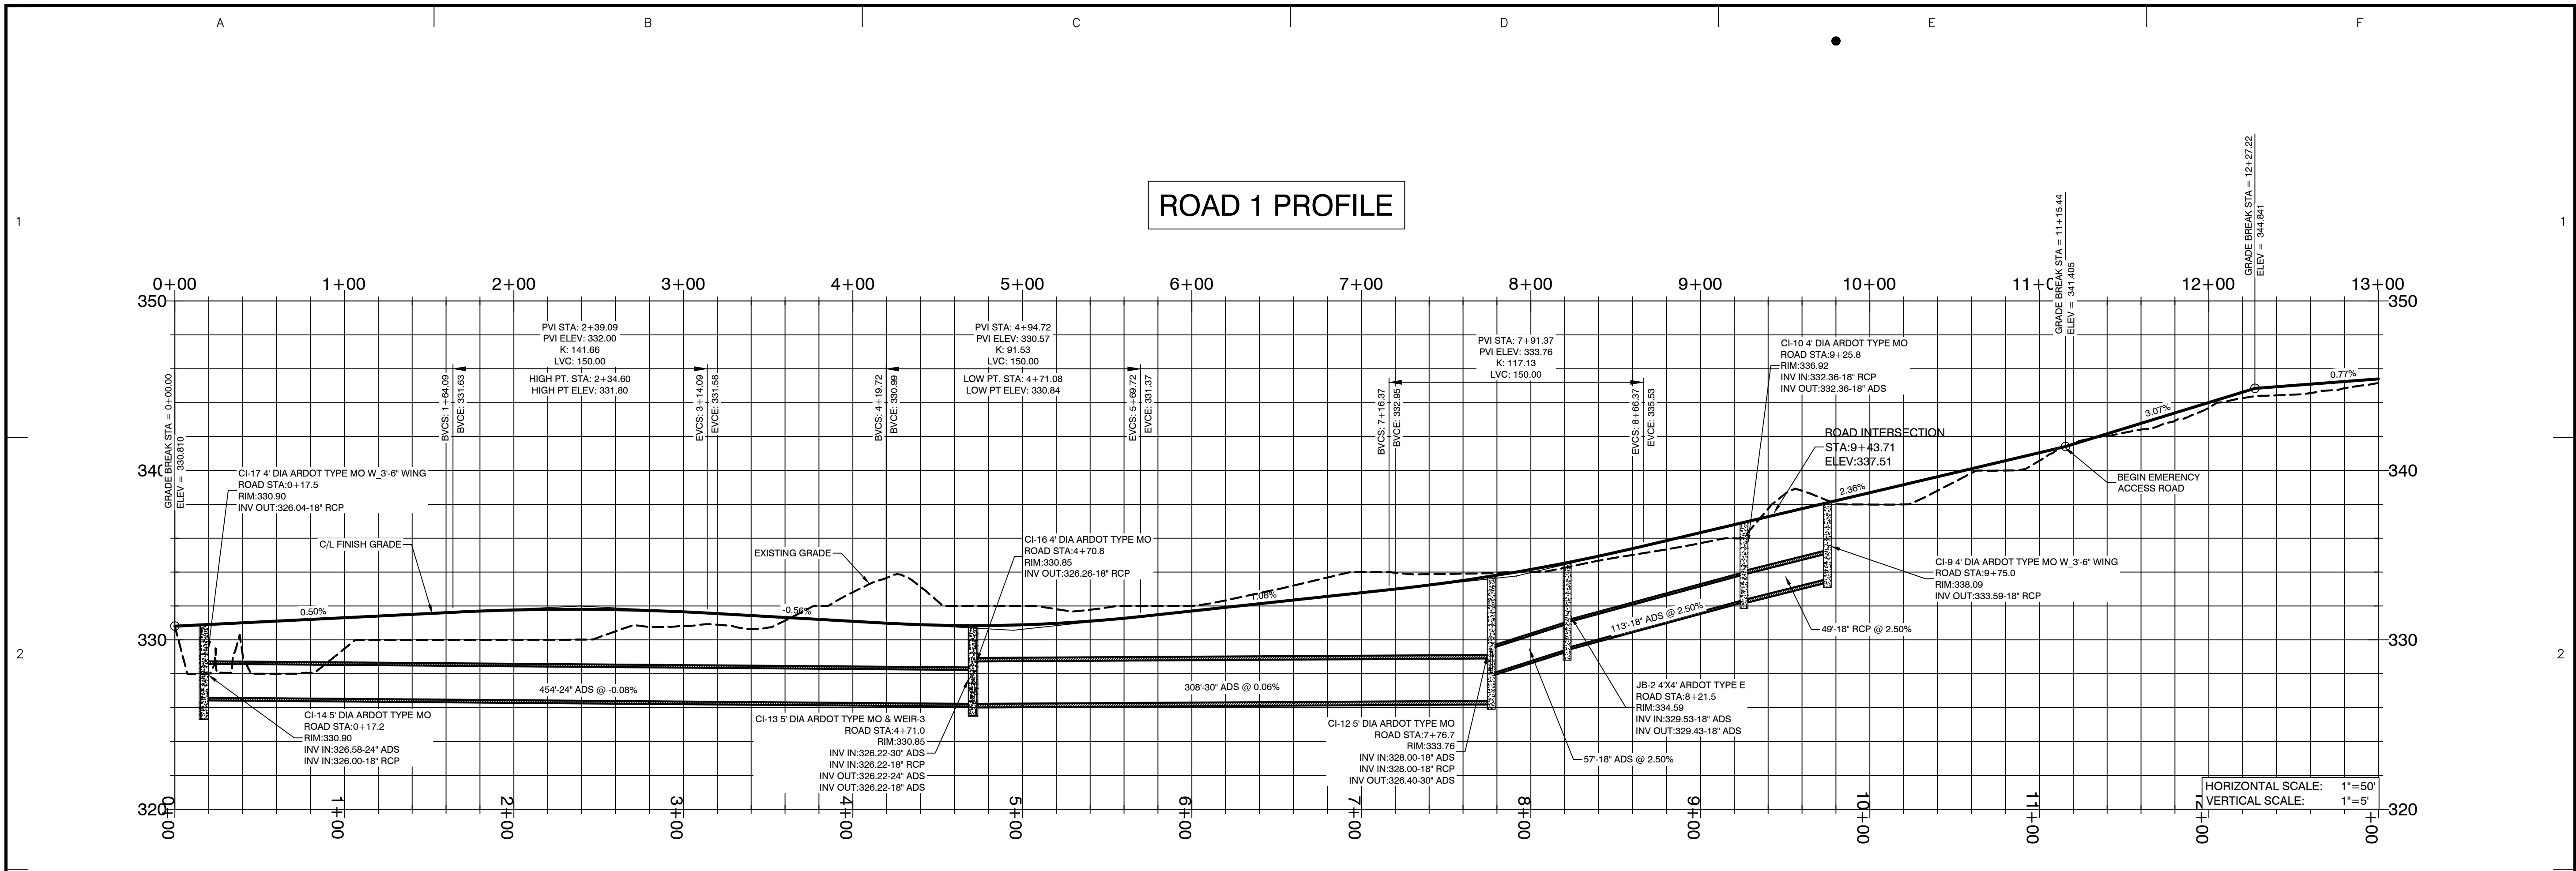 A
B
C
D
E
F
1
1
2
2
ROAD 1 PROFILE
0+00
1+00
2+00
3+00
4+00
5+00
6+00
7+00
8+00
9+00
10+00
12+00
13+00
350
350
340
340
330
330
320
320
GRADE BREAK STA = 0+00.00
ELEV = 330.810
CI-17 4' DIA ARDOT TYPE MO W_3'-6" WING
ROAD STA:0+17.5
RIM:330.90
INV OUT:326.04-18" RCP
C/L FINISH GRADE
0.50%
PVI STA: 2+39.09
PVI ELEV: 332.00
K: 141.66
LVC: 150.00
HIGH PT. STA: 2+34.60
HIGH PT ELEV: 331.80
BVCS: 1+64.09
BVCE: 331.63
EVCS: 3+14.09
EVCE: 331.58
-0.56%
EXISTING GRADE
PVI STA: 4+94.72
PVI ELEV: 330.57
K: 91.53
LVC: 150.00
LOW PT. STA: 4+71.08
LOW PT ELEV: 330.84
BVCS: 4+19.72
BVCE: 330.99
EVCS: 5+69.72
EVCE: 331.37
CI-16 4' DIA ARDOT TYPE MO
ROAD STA:4+70.8
RIM:330.85
INV OUT:326.26-18" RCP
1.08%
PVI STA: 7+91.37
PVI ELEV: 333.76
K: 117.13
LVC: 150.00
BVCS: 7+16.37
BVCE: 332.95
EVCS: 8+66.37
EVCE: 335.53
CI-10 4' DIA ARDOT TYPE MO
ROAD STA:9+25.8
RIM:336.92
INV IN:332.36-18" RCP
INV OUT:332.36-18" ADS
ROAD INTERSECTION
STA:9+43.71
ELEV:337.51
2.36%
GRADE BREAK STA = 11+15.44
ELEV = 341.405
GRADE BREAK STA = 12+27.22
ELEV = 344.841
3.07%
0.77%
BEGIN EMERENCY
ACCESS ROAD
CI-9 4' DIA ARDOT TYPE MO W_3'-6" WING
ROAD STA:9+75.0
RIM:338.09
INV OUT:333.59-18" RCP
49'-18" RCP @ 2.50%
113'-18" ADS @ 2.50%
454'-24" ADS @ -0.08%
308'-30" ADS @ 0.06%
CI-14 5' DIA ARDOT TYPE MO
ROAD STA:0+17.2
RIM:330.90
INV IN:326.58-24" ADS
INV IN:326.00-18" RCP
CI-13 5' DIA ARDOT TYPE MO & WEIR-3
ROAD STA:4+71.0
RIM:330.85
INV IN:326.22-30" ADS
INV IN:326.22-18" RCP
INV OUT:326.22-24" ADS
INV OUT:326.22-18" ADS
CI-12 5' DIA ARDOT TYPE MO
ROAD STA:7+76.7
RIM:333.76
INV IN:328.00-18" ADS
INV IN:328.00-18" RCP
INV OUT:326.40-30" ADS
JB-2 4'X4' ARDOT TYPE E
ROAD STA:8+21.5
RIM:334.59
INV IN:329.53-18" ADS
INV OUT:329.43-18" ADS
57'-18" ADS @ 2.50%
HORIZONTAL SCALE: 1"=50'
VERTICAL SCALE: 1"=5'
0+00
1+00
2+00
3+00
4+00
5+00
6+00
7+00
8+00
9+00
10+00
11+00